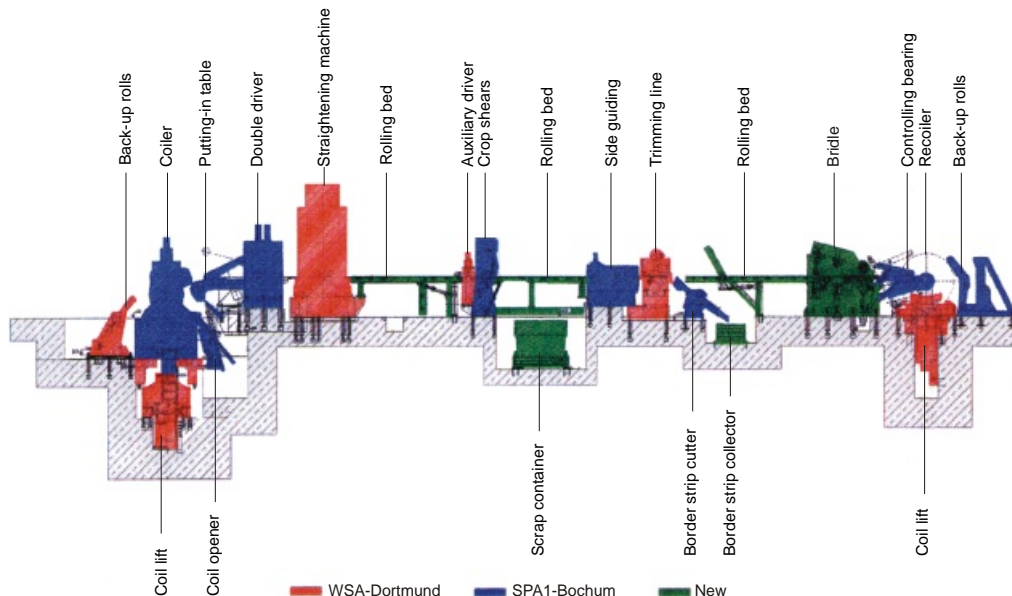 Back-up rolls
Coiler
Putting-in table
Double driver
Straightening machine
Rolling bed
Auxiliary driver
Crop shears
Rolling bed
Side guiding
Trimming line
Rolling bed
Bridle
Controlling bearing
Recoiler
Back-up rolls
Coil lift
Coil opener
Scrap container
Border strip cutter
Border strip collector
Coil lift
WSA-Dortmund
SPA1-Bochum
New